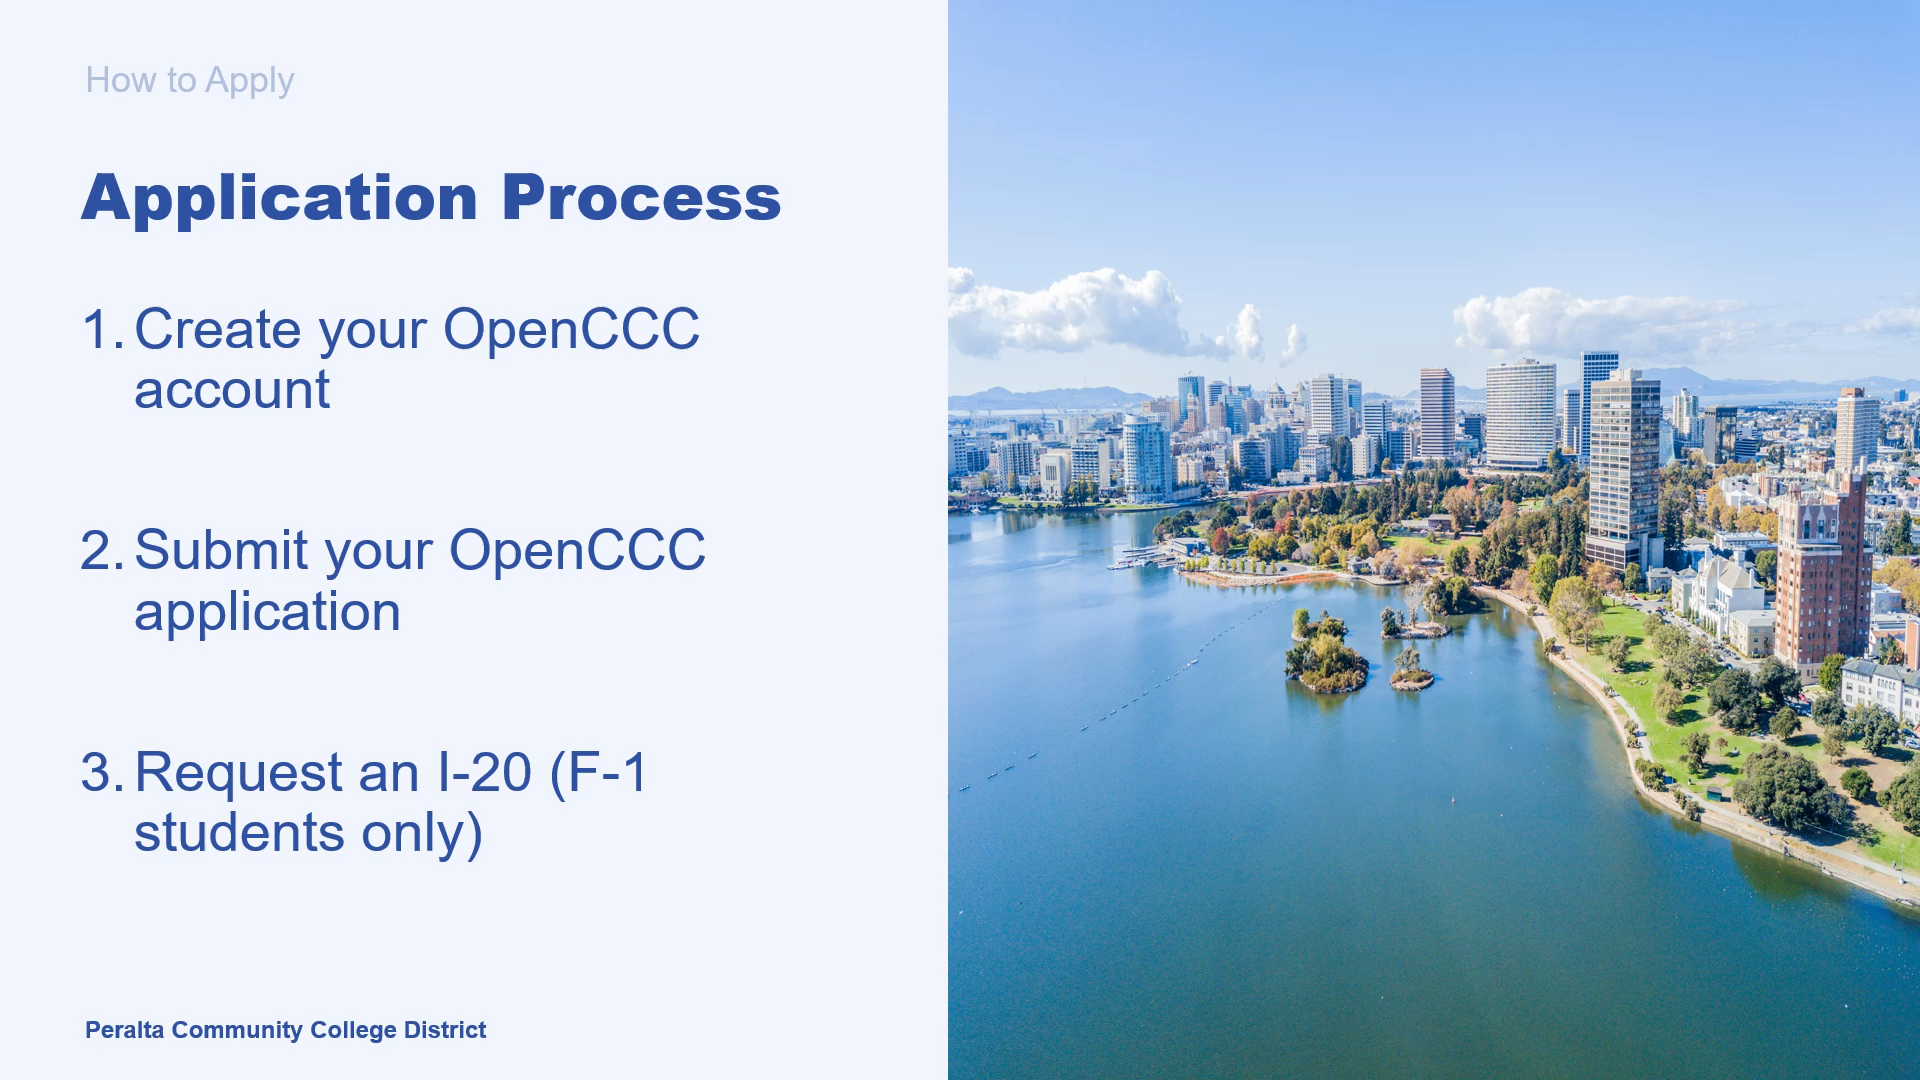 How to Apply
Application Process
1. Create your OpenCCC
account
2. Submit your OpenCCC
application
3. Request an I-20 (F-1
students only)
Peralta Community College District